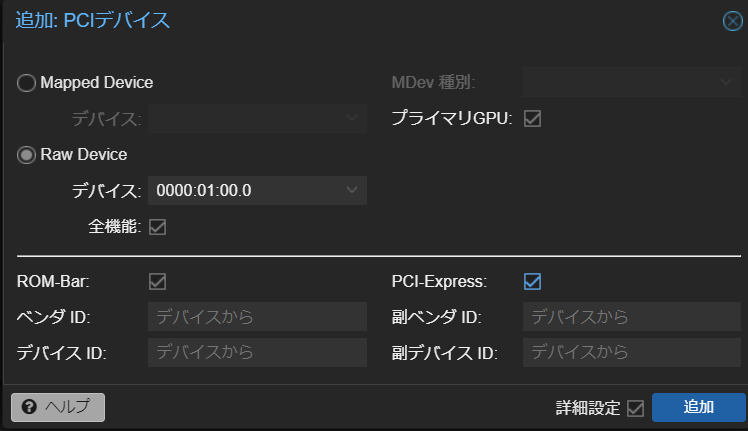 追加: PCIデバイス
Mapped Device
MDev 種別:
デバイス:
プライマリGPU:
Raw Device
デバイス: 0000:01:00.0
全機能:
ROM-Bar:
PCI-Express:
ベンダ ID: デバイスから
副ベンダ ID: デバイスから
デバイス ID: デバイスから
副デバイス ID: デバイスから
ヘルプ
詳細設定
追加